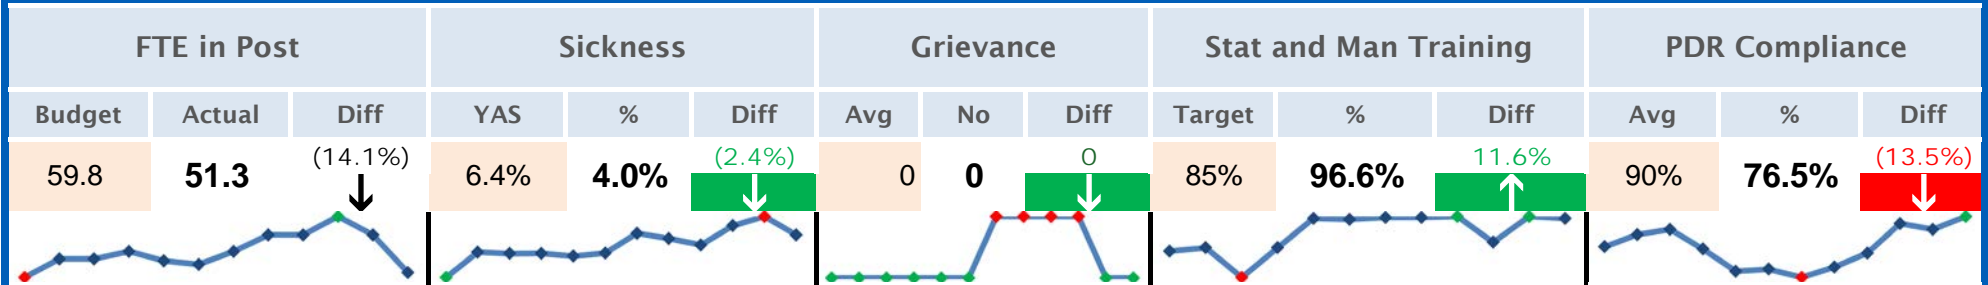 FTE in Post Sickness Grievance Stat and Man Training PDR Compliance
Budget Actual Diff YAS % Diff Avg No Diff Target % Diff Avg % Diff
59.8 51.3 (14.1%) 6.4% 4.0% (2.4%) 0 0 0 85% 96.6% 11.6% 90% 76.5% (13.5%)